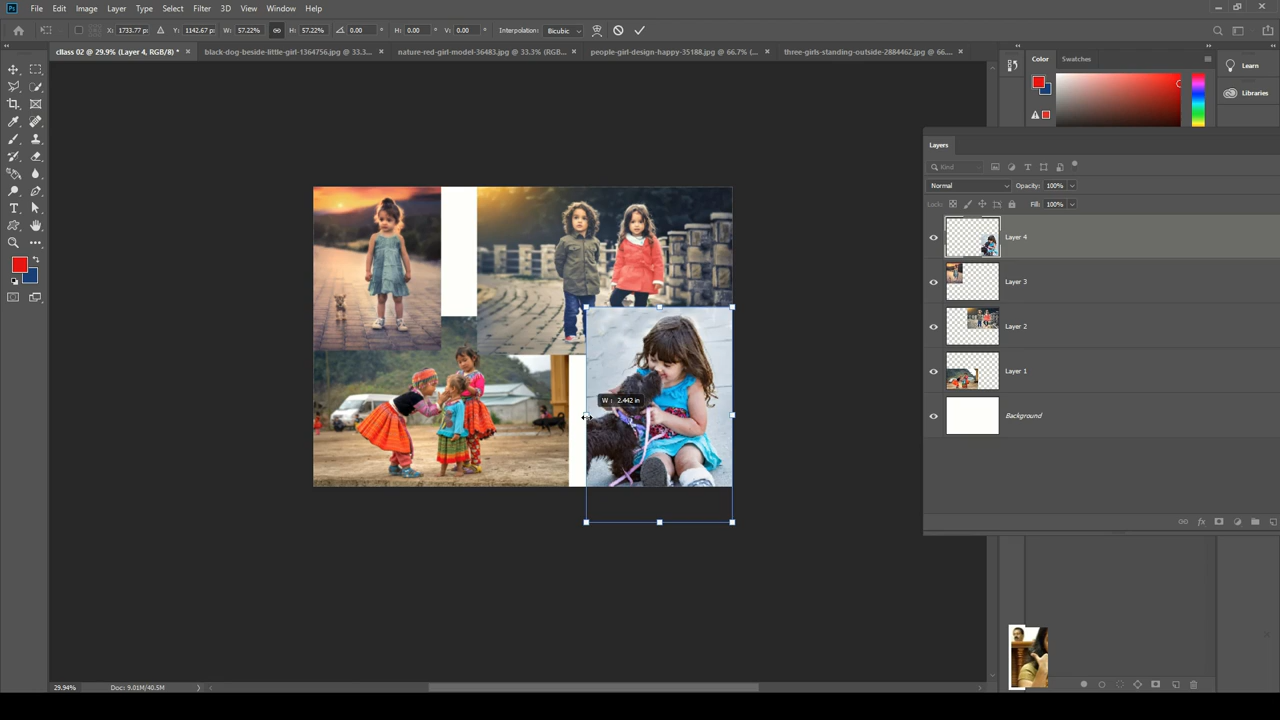 Ps File Edit Image Layer Type Select Filter 3D View Window Help
X: 1733.77 p: Y: 1142.67 p: W: 57.22% H: 57.22% 0.00 ° H: 0.00 ° V: 0.00 ° Interpolation: Bicubic
cllass 02 @ 29.9% (Layer 4, RGB/8) * × black-dog-beside-little-girl-1364756.jpg @ 33.3... × nature-red-girl-model-36483.jpg @ 33.3% (RGB... × people-girl-design-happy-35188.jpg @ 66.7% (... × three-girls-standing-outside-2884462.jpg @ 66.... ×
Color Swatches
Learn
Libraries
Layers
Kind
Normal Opacity: 100%
Lock: Fill: 100%
Layer 4
Layer 3
Layer 2
Layer 1
Background
W : 2.442 in
fx
29.94% Doc: 9.01M/40.5M